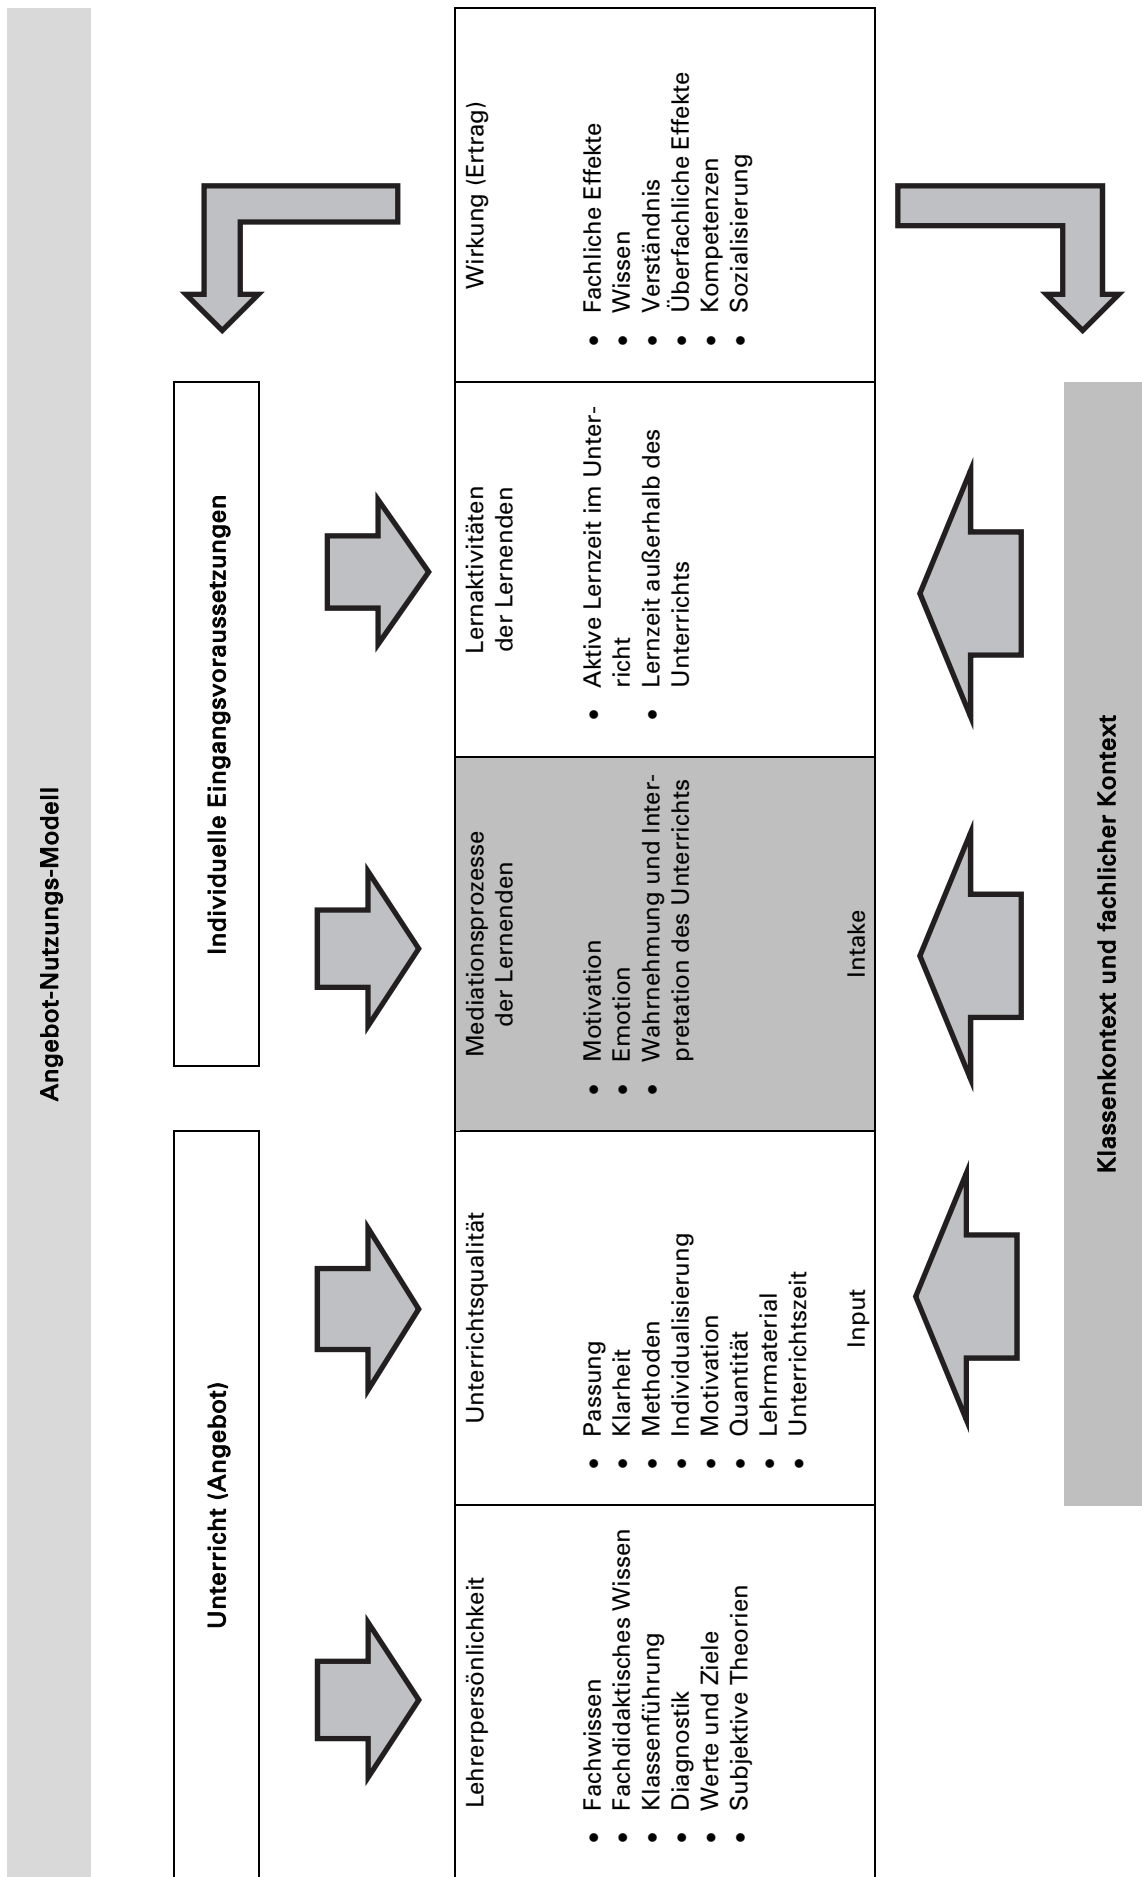 Angebot-Nutzungs-Modell
Unterricht (Angebot)
Individuelle Eingangsvoraussetzungen
Lehrerpersönlichkeit
• Fachwissen
• Fachdidaktisches Wissen
• Klassenführung
• Diagnostik
• Werte und Ziele
• Subjektive Theorien
Unterrichtsqualität
• Passung
• Klarheit
• Methoden
• Individualisierung
• Motivation
• Quantität
• Lehrmaterial
• Unterrichtszeit
Input
Mediationsprozesse
der Lernenden
• Motivation
• Emotion
• Wahrnehmung und Inter-
pretation des Unterrichts
Intake
Lernaktivitäten
der Lernenden
• Aktive Lernzeit im Unter-
richt
• Lernzeit außerhalb des
Unterrichts
Wirkung (Ertrag)
• Fachliche Effekte
• Wissen
• Verständnis
• Überfachliche Effekte
• Kompetenzen
• Sozialisierung
Klassenkontext und fachlicher Kontext